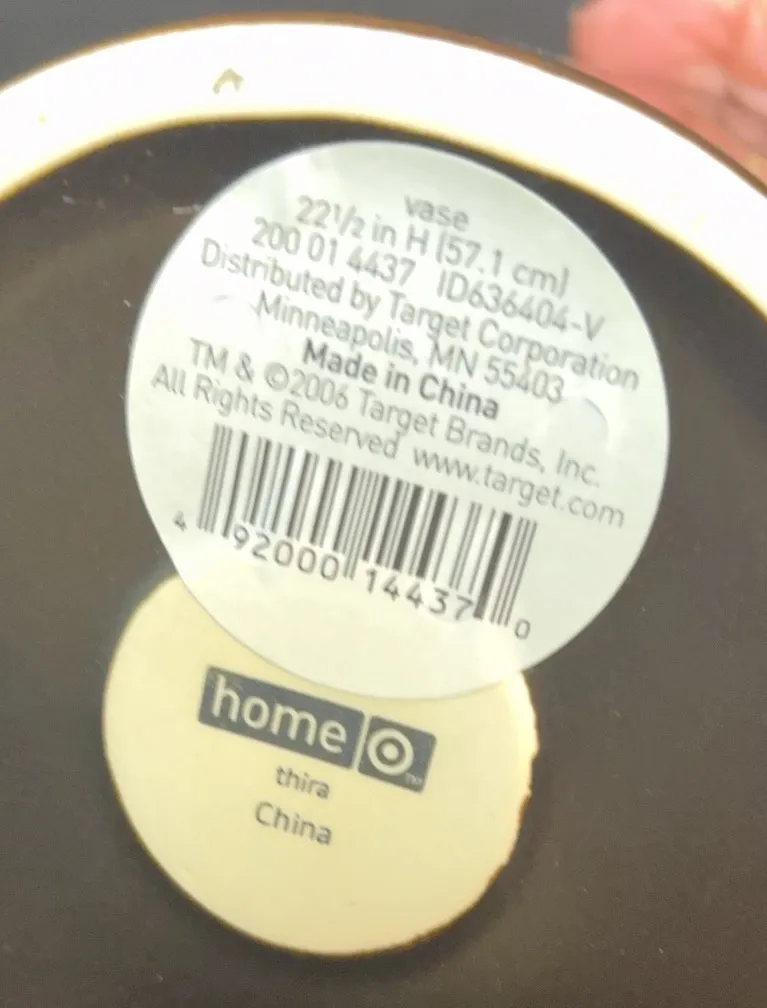 vase
22½ in H (57.1 cm)
200 01 4437 ID636404-V
Distributed by Target Corporation
Minneapolis, MN 55403
Made in China
TM & ©2006 Target Brands, Inc.
All Rights Reserved www.target.com
4 92000 14437 0
home TM
thira
China